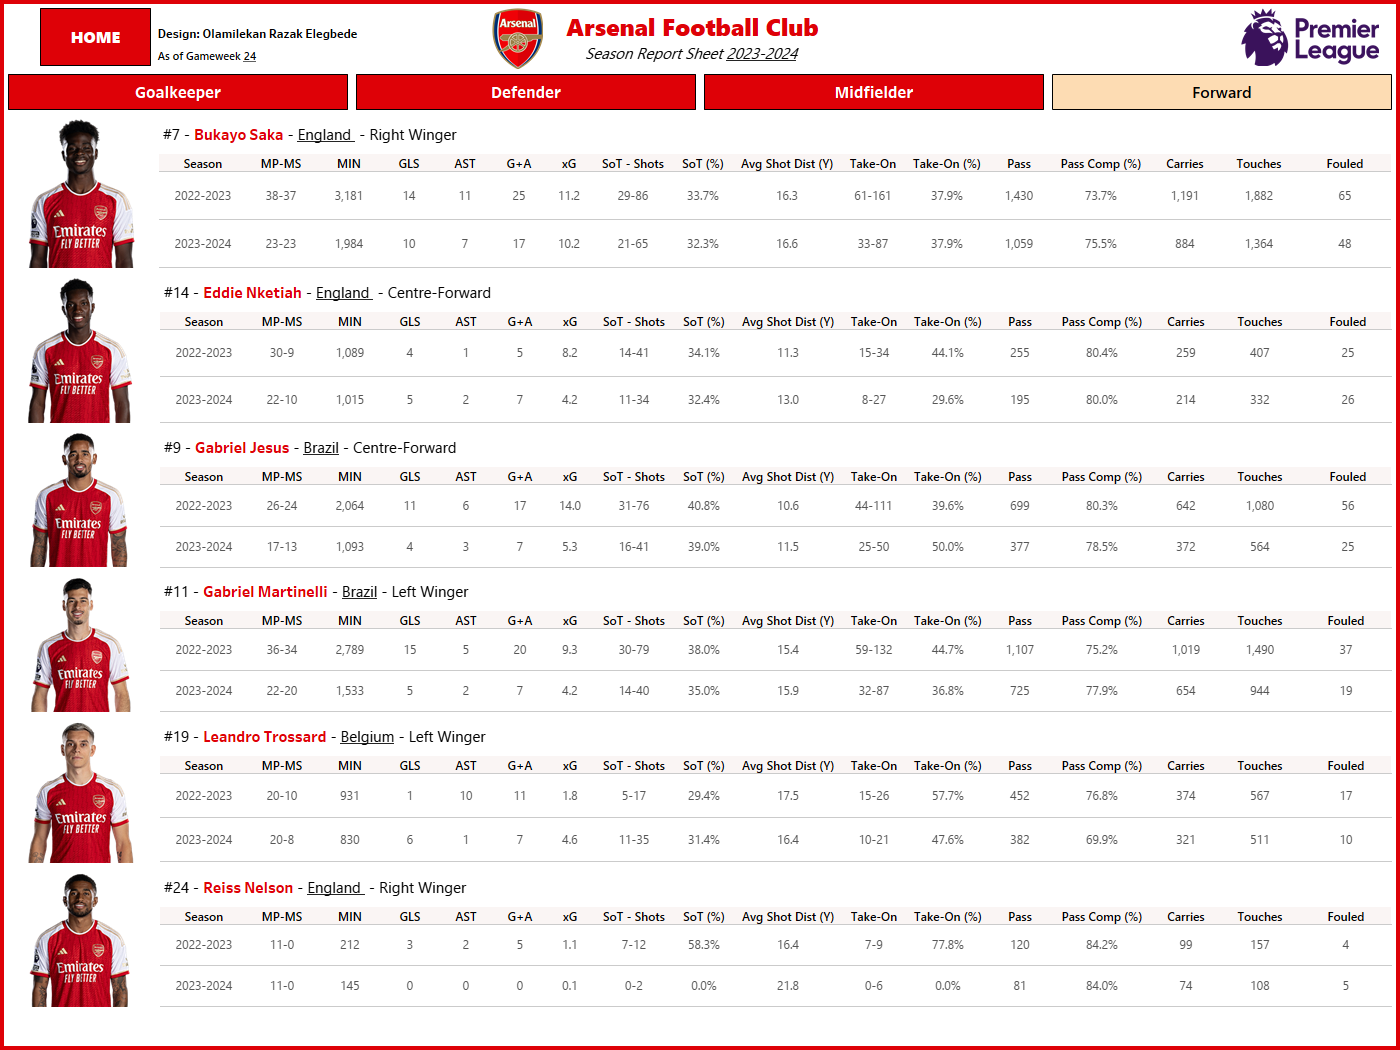 HOME
Design: Olamilekan Razak Elegbede
As of Gameweek 24
Arsenal
Arsenal Football Club
Season Report Sheet 2023-2024
Premier
League
Goalkeeper Defender Midfielder Forward
#7 - Bukayo Saka - England - Right Winger
Season MP-MS MIN GLS AST G+A xG SoT - Shots SoT (%) Avg Shot Dist (Y) Take-On Take-On (%) Pass Pass Comp (%) Carries Touches Fouled
2022-2023 38-37 3,181 14 11 25 11.2 29-86 33.7% 16.3 61-161 37.9% 1,430 73.7% 1,191 1,882 65
2023-2024 23-23 1,984 10 7 17 10.2 21-65 32.3% 16.6 33-87 37.9% 1,059 75.5% 884 1,364 48
Emirates
FLY BETTER
#14 - Eddie Nketiah - England - Centre-Forward
Season MP-MS MIN GLS AST G+A xG SoT - Shots SoT (%) Avg Shot Dist (Y) Take-On Take-On (%) Pass Pass Comp (%) Carries Touches Fouled
2022-2023 30-9 1,089 4 1 5 8.2 14-41 34.1% 11.3 15-34 44.1% 255 80.4% 259 407 25
2023-2024 22-10 1,015 5 2 7 4.2 11-34 32.4% 13.0 8-27 29.6% 195 80.0% 214 332 26
Emirates
FLY BETTER
#9 - Gabriel Jesus - Brazil - Centre-Forward
Season MP-MS MIN GLS AST G+A xG SoT - Shots SoT (%) Avg Shot Dist (Y) Take-On Take-On (%) Pass Pass Comp (%) Carries Touches Fouled
2022-2023 26-24 2,064 11 6 17 14.0 31-76 40.8% 10.6 44-111 39.6% 699 80.3% 642 1,080 56
2023-2024 17-13 1,093 4 3 7 5.3 16-41 39.0% 11.5 25-50 50.0% 377 78.5% 372 564 25
Emirates
FLY BETTER
#11 - Gabriel Martinelli - Brazil - Left Winger
Season MP-MS MIN GLS AST G+A xG SoT - Shots SoT (%) Avg Shot Dist (Y) Take-On Take-On (%) Pass Pass Comp (%) Carries Touches Fouled
2022-2023 36-34 2,789 15 5 20 9.3 30-79 38.0% 15.4 59-132 44.7% 1,107 75.2% 1,019 1,490 37
2023-2024 22-20 1,533 5 2 7 4.2 14-40 35.0% 15.9 32-87 36.8% 725 77.9% 654 944 19
Emirates
FLY BETTER
#19 - Leandro Trossard - Belgium - Left Winger
Season MP-MS MIN GLS AST G+A xG SoT - Shots SoT (%) Avg Shot Dist (Y) Take-On Take-On (%) Pass Pass Comp (%) Carries Touches Fouled
2022-2023 20-10 931 1 10 11 1.8 5-17 29.4% 17.5 15-26 57.7% 452 76.8% 374 567 17
2023-2024 20-8 830 6 1 7 4.6 11-35 31.4% 16.4 10-21 47.6% 382 69.9% 321 511 10
Emirates
FLY BETTER
#24 - Reiss Nelson - England - Right Winger
Season MP-MS MIN GLS AST G+A xG SoT - Shots SoT (%) Avg Shot Dist (Y) Take-On Take-On (%) Pass Pass Comp (%) Carries Touches Fouled
2022-2023 11-0 212 3 2 5 1.1 7-12 58.3% 16.4 7-9 77.8% 120 84.2% 99 157 4
2023-2024 11-0 145 0 0 0 0.1 0-2 0.0% 21.8 0-6 0.0% 81 84.0% 74 108 5
Emirates
FLY BETTER